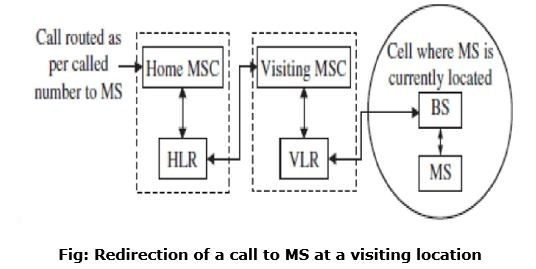 Call routed as
per called
number to MS
Home MSC
HLR
Visiting MSC
VLR
Cell where MS is
currently located
BS
MS
Fig: Redirection of a call to MS at a visiting location